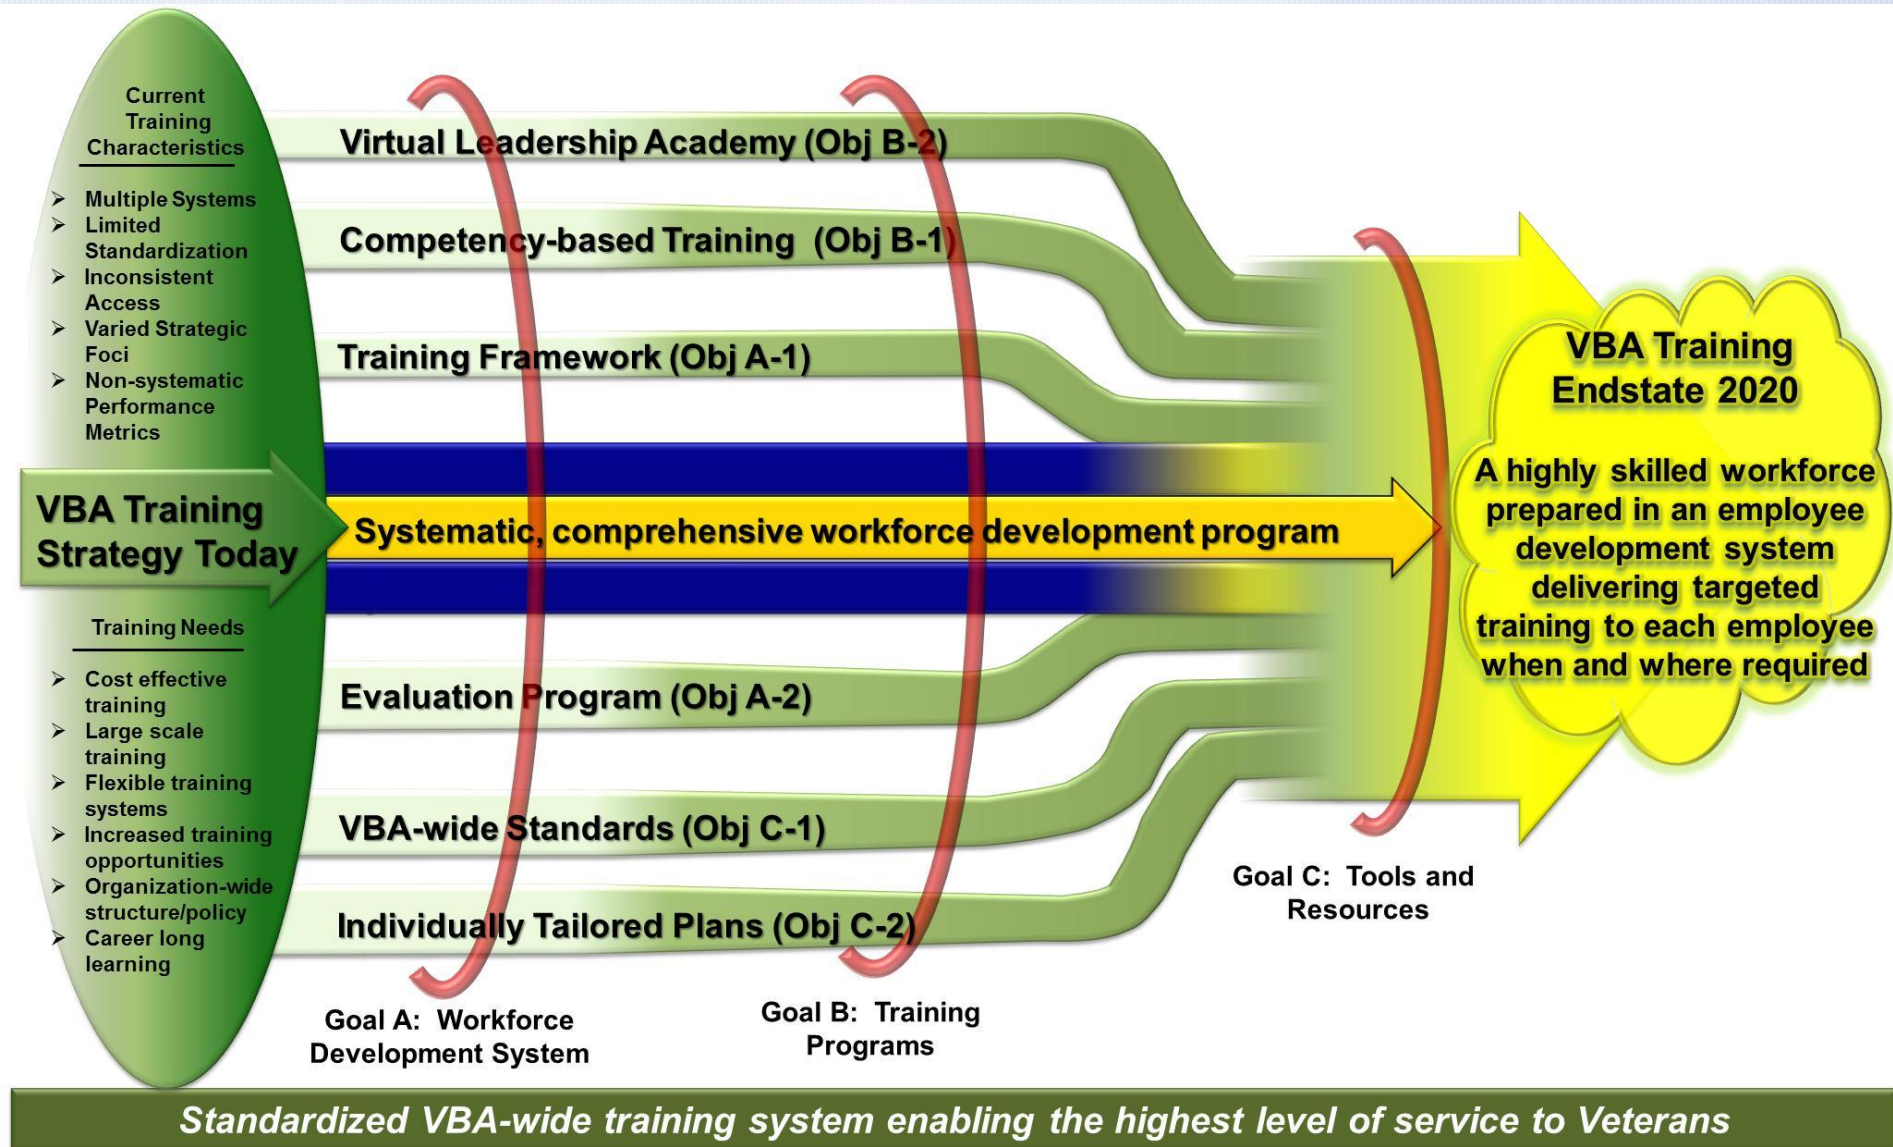 Current
Training
Characteristics
➢ Multiple Systems
➢ Limited
Standardization
➢ Inconsistent
Access
➢ Varied Strategic
Foci
➢ Non-systematic
Performance
Metrics
VBA Training
Strategy Today
Training Needs
➢ Cost effective
training
➢ Large scale
training
➢ Flexible training
systems
➢ Increased training
opportunities
➢ Organization-wide
structure/policy
➢ Career long
learning
Virtual Leadership Academy (Obj B-2)
Competency-based Training (Obj B-1)
Training Framework (Obj A-1)
Systematic, comprehensive workforce development program
Evaluation Program (Obj A-2)
VBA-wide Standards (Obj C-1)
Individually Tailored Plans (Obj C-2)
Goal A: Workforce
Development System
Goal B: Training
Programs
Goal C: Tools and
Resources
VBA Training
Endstate 2020
A highly skilled workforce
prepared in an employee
development system
delivering targeted
training to each employee
when and where required
Standardized VBA-wide training system enabling the highest level of service to Veterans